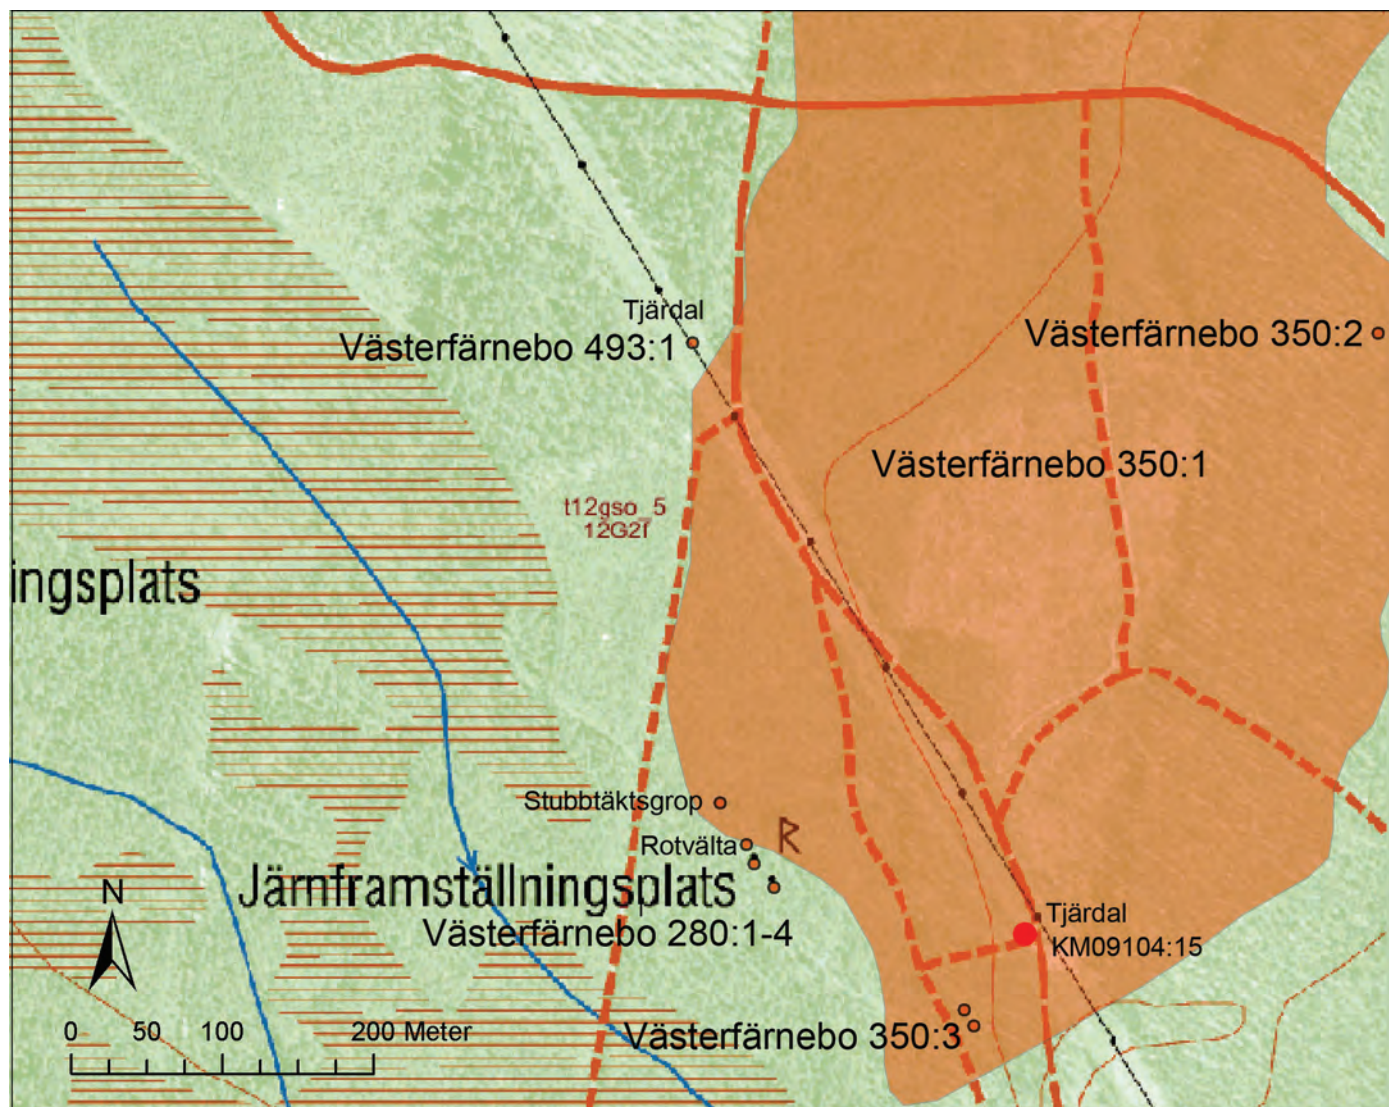 Tjärdal
Västerfärnebo 493:1
Västerfärnebo 350:2
Västerfärnebo 350:1
t12gso_5
12G2f
ingsplats
Stubbtäktsgrop
R
Rotvälta
Järnframställningsplats
N
Västerfärnebo 280:1-4
Tjärdal
KM09104:15
0 50 100 200 Meter
Västerfärnebo 350:3